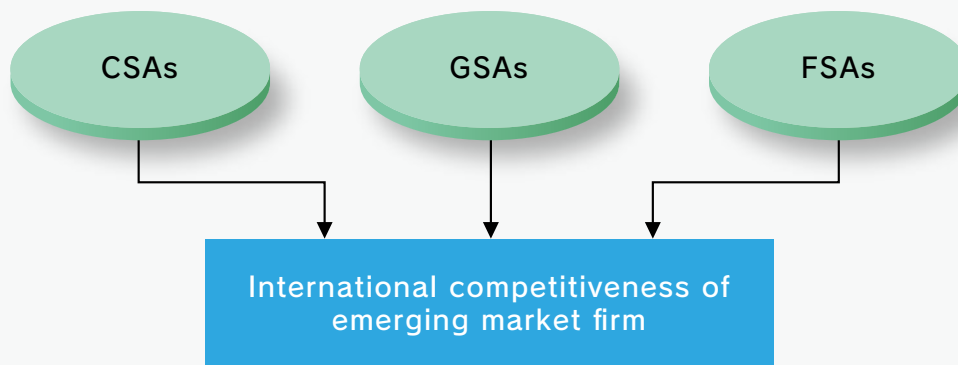 CSAs
GSAs
FSAs
International competitiveness of
emerging market firm